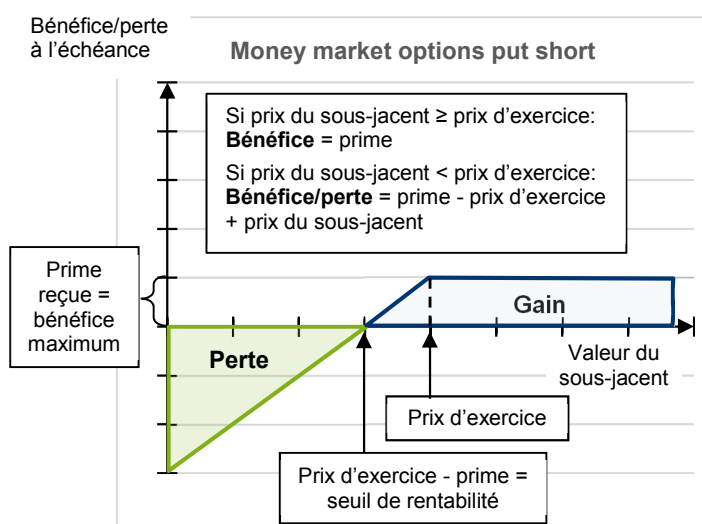 Bénéfice/perte
à l'échéance
Money market options put short
Si prix du sous-jacent ≥ prix d'exercice:
Bénéfice = prime
Si prix du sous-jacent < prix d'exercice:
Bénéfice/perte = prime - prix d'exercice
+ prix du sous-jacent
Prime
reçue =
bénéfice
maximum
Gain
Perte
Valeur du
sous-jacent
Prix d'exercice
Prix d'exercice - prime =
seuil de rentabilité